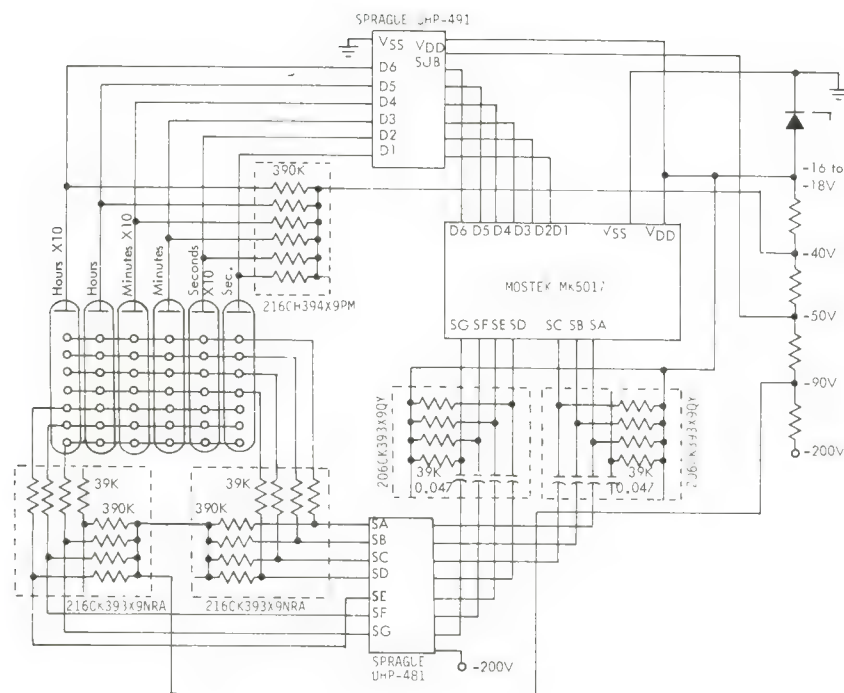 SPRAGUE UHP-491
VSS
VDD
SUB
D6
D5
D4
D3
D2
D1
390K
216CH394X9PM
Hours X10
Hours
Minutes X10
Minutes
Seconds X10
Sec.
-16 to
-18V
-40V
-50V
-90V
-200V
D6 D5 D4 D3 D2 D1 VSS VDD
MOSTEK MK5017
SG SF SE SD SC SB SA
206CK393X9QY
39K
0.047
206CK393X9QY
39K
0.047
39K
390K
216CK393X9NRA
39K
390K
216CK393X9NRA
SA
SB
SC
SD
SE
SF
SG
SPRAGUE
UHP-481
-200V